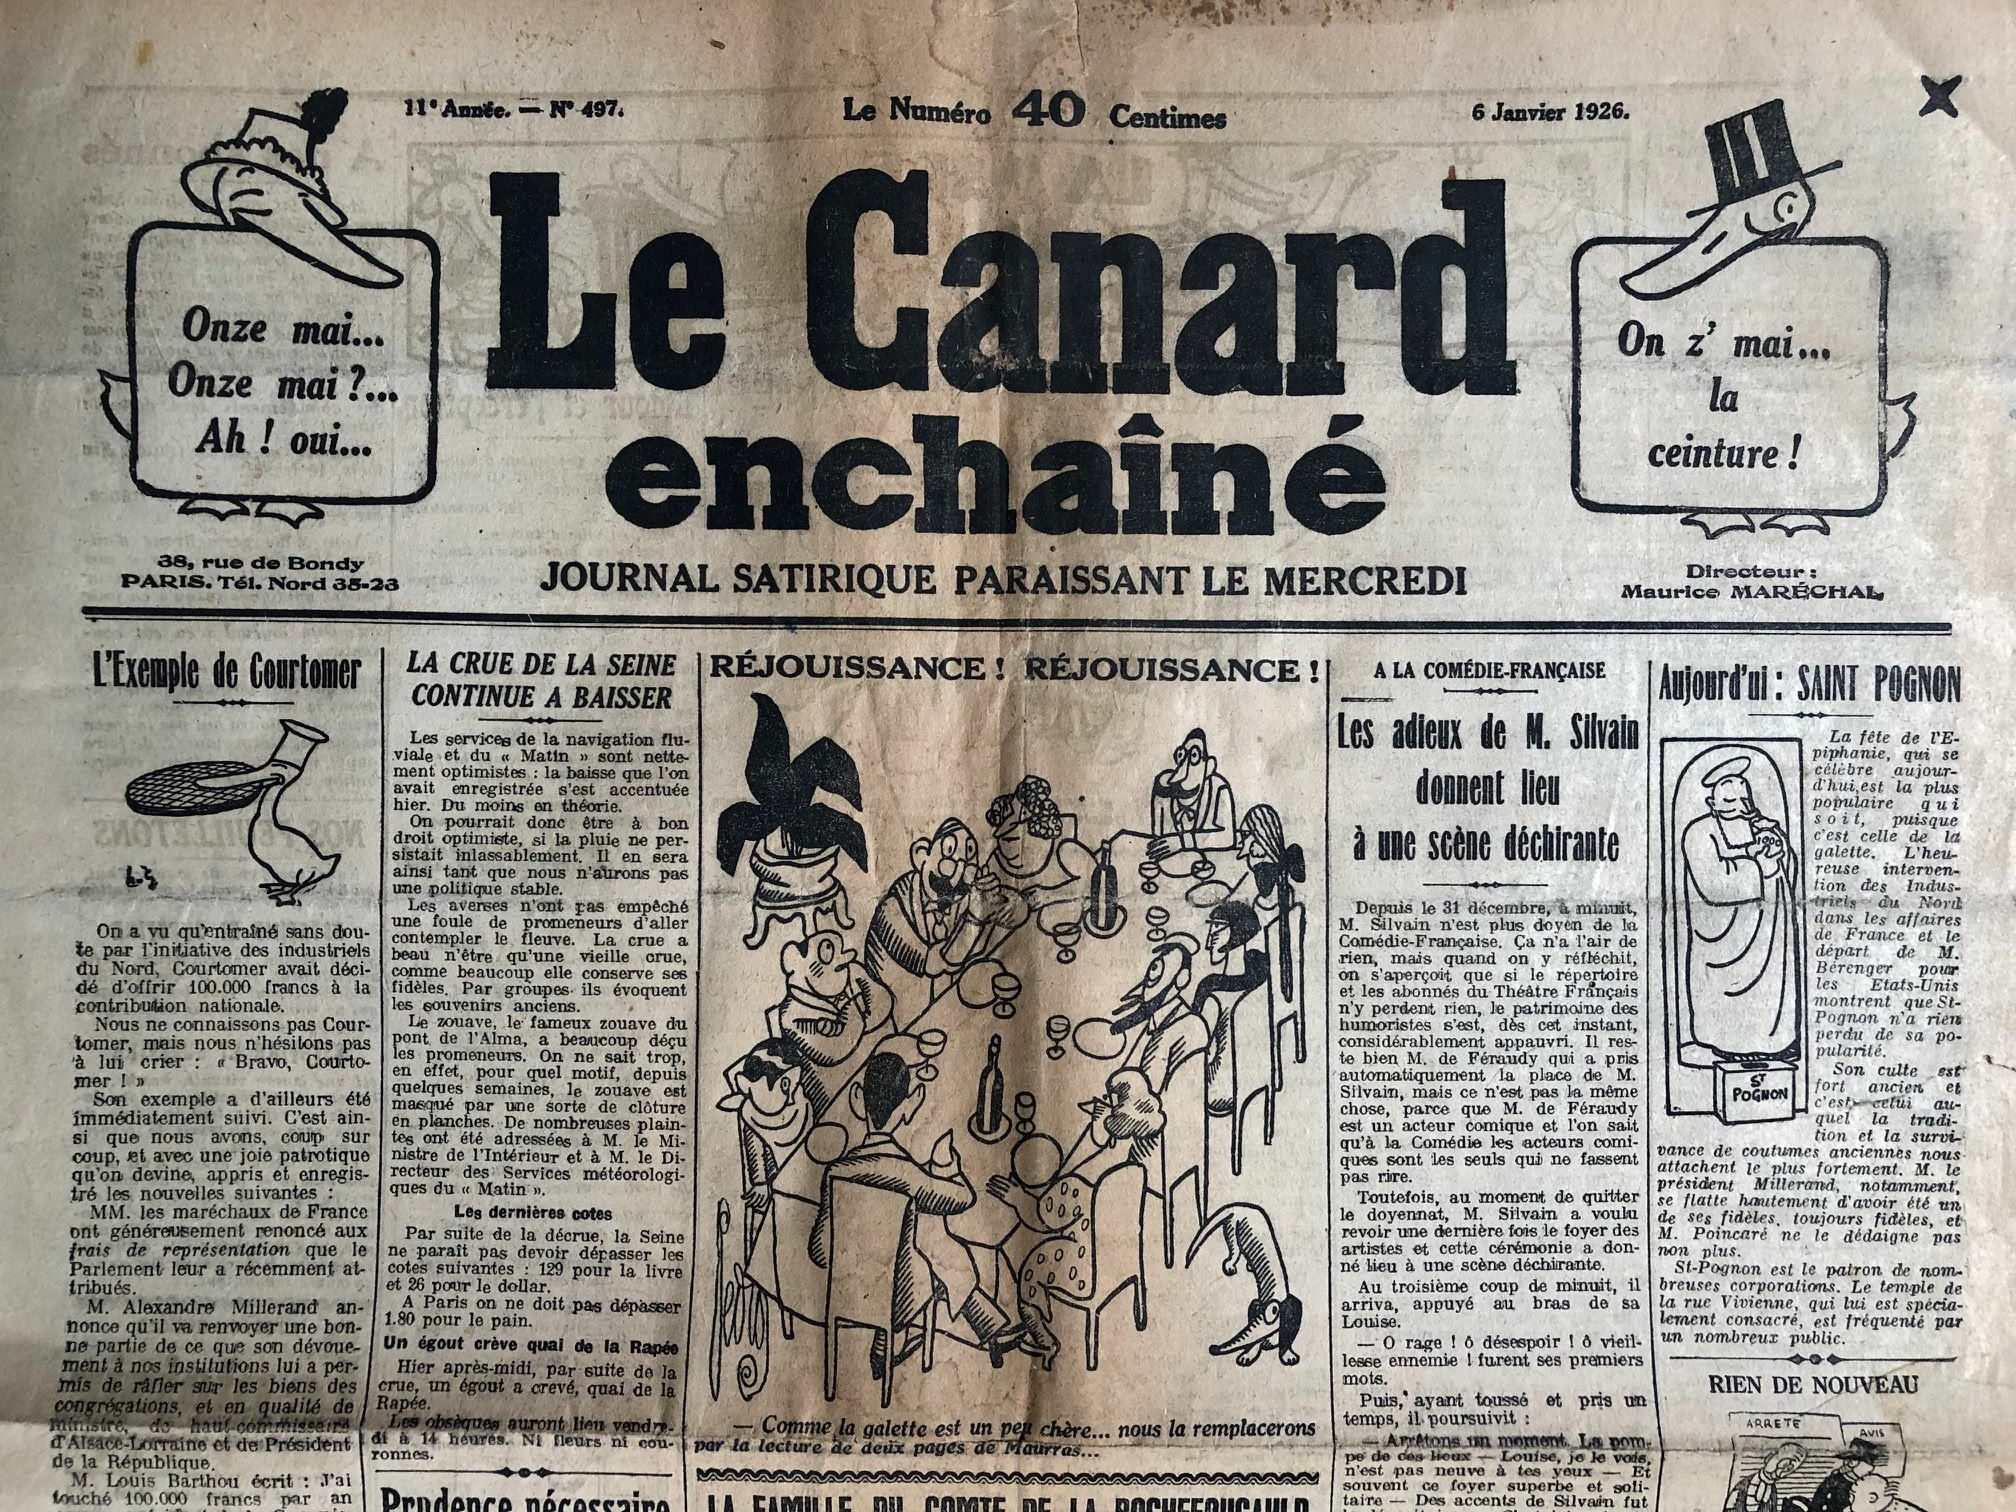 11e Année. — N° 497.
Le Numéro 40 Centimes
6 Janvier 1926.
Onze mai...
Onze mai ?...
Ah ! oui...
Le Canard
enchaîné
On z' mai...
la
ceinture !
38, rue de Bondy
PARIS. Tél. Nord 35-23
JOURNAL SATIRIQUE PARAISSANT LE MERCREDI
Directeur :
Maurice MARÉCHAL
L'Exemple de Courtomer
On a vu qu'entraîné sans dou-
te par l'initiative des industriels
du Nord, Courtomer avait déci-
dé d'offrir 100.000 francs à la
contribution nationale.
Nous ne connaissons pas Cour-
tomer, mais nous n'hésitons pas
à lui crier : « Bravo, Courto-
mer ! »
Son exemple a d'ailleurs été
immédiatement suivi. C'est ain-
si que nous avons, coup sur
coup, et avec une joie patrotique
qu'on devine, appris et enregis-
tré les nouvelles suivantes :
MM. les maréchaux de France
ont généreusement renoncé aux
frais de représentation que le
Parlement leur a récemment at-
tribués.
M. Alexandre Millerand an-
nonce qu'il va renvoyer une bon-
ne partie de ce que son dévoue-
ment à nos institutions lui a per-
mis de râfler sur les biens des
congrégations, et en qualité de
ministre, de haut-commissaire
d'Alsace-Lorraine et de Président
de la République.
M. Louis Barthou écrit : J'ai
touché 100.000 francs par an
LA CRUE DE LA SEINE
CONTINUE A BAISSER
Les services de la navigation flu-
viale et du « Matin » sont nette-
ment optimistes : la baisse que l'on
avait enregistrée s'est accentuée
hier. Du moins en théorie.
On pourrait donc être à bon
droit optimiste, si la pluie ne per-
sistait inlassablement. Il en sera
ainsi tant que nous n'aurons pas
une politique stable.
Les averses n'ont pas empêché
une foule de promeneurs d'aller
contempler le fleuve. La crue a
beau n'être qu'une vieille crue,
comme beaucoup elle conserve ses
fidèles. Par groupes ils évoquent
les souvenirs anciens.
Le zouave, le fameux zouave du
pont de l'Alma, a beaucoup déçu
les promeneurs. On ne sait trop,
en effet, pour quel motif, depuis
quelques semaines, le zouave est
masqué par une sorte de clôture
en planches. De nombreuses plain-
tes ont été adressées à M. le Mi-
nistre de l'Intérieur et à M. le Di-
recteur des Services météorologi-
ques du « Matin ».
Les dernières cotes
Par suite de la décrue, la Seine
ne paraît pas devoir dépasser les
cotes suivantes : 129 pour la livre
et 26 pour le dollar.
A Paris on ne doit pas dépasser
1.80 pour le pain.
Un égout crève quai de la Rapée
Hier après-midi, par suite de la
crue, un égout a crevé, quai de la
Rapée.
Les obsèques auront lieu vendre-
di à 14 heures. Ni fleurs ni cou-
ronnes.
Prudence nécessaire
RÉJOUISSANCE ! RÉJOUISSANCE !
— Comme la galette est un peu chère... nous la remplacerons
par la lecture de deux pages de Maurras...
LA FAMILLE DU COMTE DE LA ROCHEFOUCAULD
A LA COMÉDIE-FRANÇAISE
Les adieux de M. Silvain
donnent lieu
à une scène déchirante
Depuis le 31 décembre, à minuit,
M. Silvain n'est plus doyen de la
Comédie-Française. Ça n'a l'air de
rien, mais quand on y réfléchit,
on s'aperçoit que si le répertoire
et les abonnés du Théâtre Français
n'y perdent rien, le patrimoine des
humoristes s'est, dès cet instant,
considérablement appauvri. Il res-
te bien M. de Féraudy qui a pris
automatiquement la place de M.
Silvain, mais ce n'est pas la même
chose, parce que M. de Féraudy
est un acteur comique et l'on sait
qu'à la Comédie les acteurs comi-
ques sont les seuls qui ne fassent
pas rire.
Toutefois, au moment de quitter
le doyennat, M. Silvain a voulu
revoir une dernière fois le foyer des
artistes et cette cérémonie a don-
né lieu à une scène déchirante.
Au troisième coup de minuit, il
arriva, appuyé au bras de sa
Louise.
— O rage ! ô désespoir ! ô vieil-
lesse ennemie ! furent ses premiers
mots.
Puis, ayant toussé et pris un
temps, il poursuivit :
— Arrêtons un moment. La pom-
pe de ces lieux — Louise, je le vois,
n'est pas neuve à tes yeux — Et
souvent ce foyer superbe et soli-
taire — Des accents de Silvain fut
Aujourd'ui : SAINT POGNON
1000
ST
POGNON
La fête de l'E-
piphanie, qui se
célèbre aujour-
d'hui, est la plus
populaire qui
soit, puisque
c'est celle de la
galette. L'heu-
reuse interven-
tion des Indus-
triels du Nord
dans les affaires
de France et le
départ de M.
Bérenger pour
les Etats-Unis
montrent que St-
Pognon n'a rien
perdu de sa po-
pularité.
Son culte est
fort ancien et
c'est celui au-
quel la tradi-
tion et la survi-
vance de coutumes anciennes nous
attachent le plus fortement. M. le
président Millerand, notamment,
se flatte hautement d'avoir été un
de ses fidèles, toujours fidèles, et
M. Poincaré ne le dédaigne pas
non plus.
St-Pognon est le patron de nom-
breuses corporations. Le temple de
la rue Vivienne, qui lui est spécia-
lement consacré, est fréquenté par
un nombreux public.
RIEN DE NOUVEAU
ARRETE
AVIS